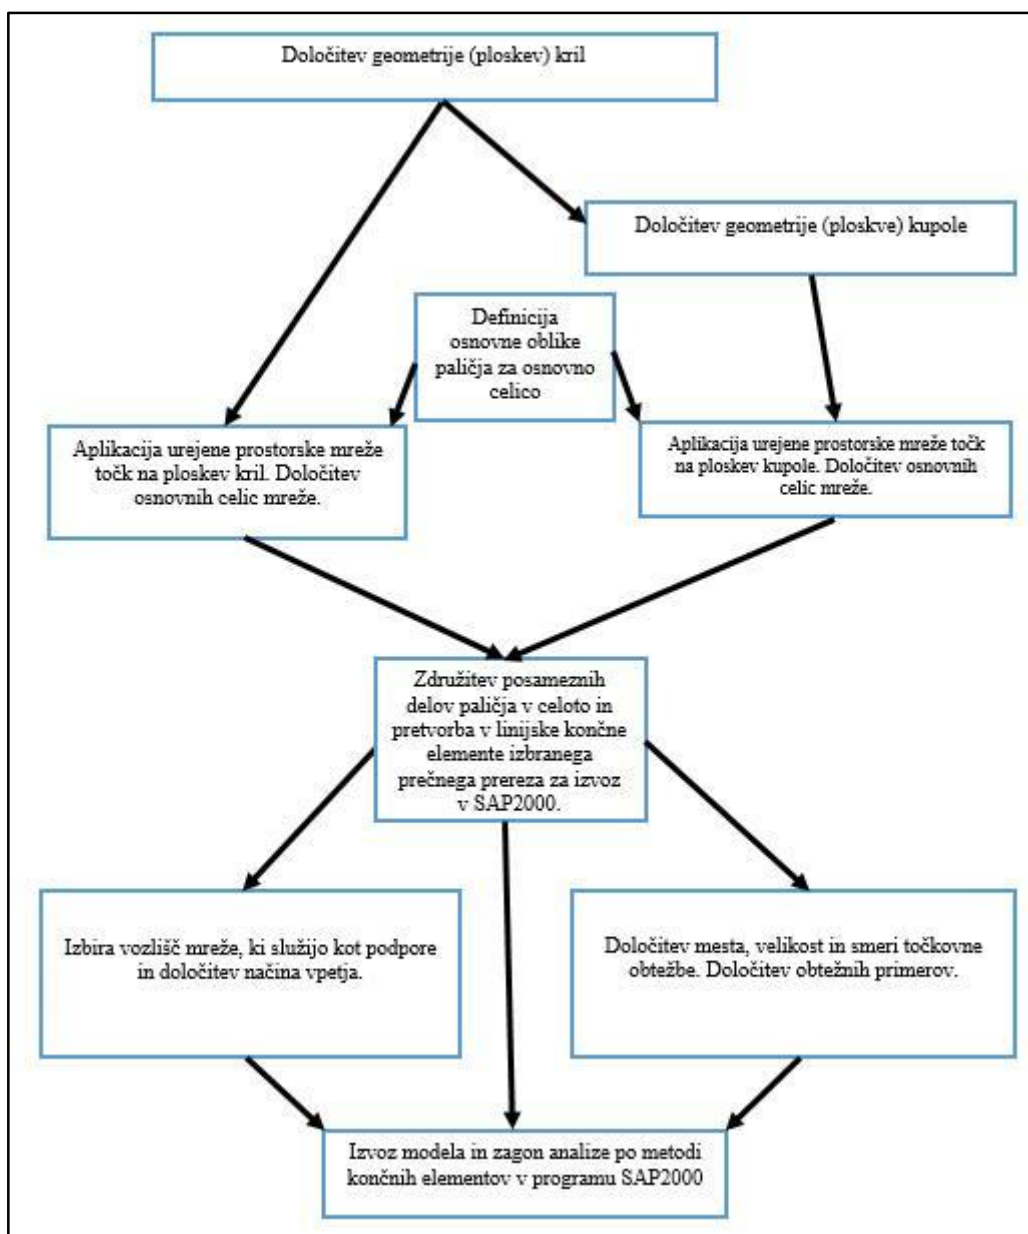 Določitev geometrije (ploskev) kril
Določitev geometrije (ploskve) kupole
Definicija
osnovne oblike
paličja za osnovno
celico
Aplikacija urejene prostorske mreže
točk na ploskev kril. Določitev
osnovnih celic mreže.
Aplikacija urejene prostorske mreže točk
na ploskev kupole. Določitev osnovnih
celic mreže.
Združitev posameznih
delov paličja v celoto in
pretvorba v linijske končne
elemente izbranega
prečnega prereza za izvoz
v SAP2000.
Izbira vozlišč mreže, ki služijo kot podpore
in določitev načina vpetja.
Določitev mesta, velikost in smeri točkovne
obtežbe. Določitev obtežnih primerov.
Izvoz modela in zagon analize po metodi
končnih elementov v programu SAP2000